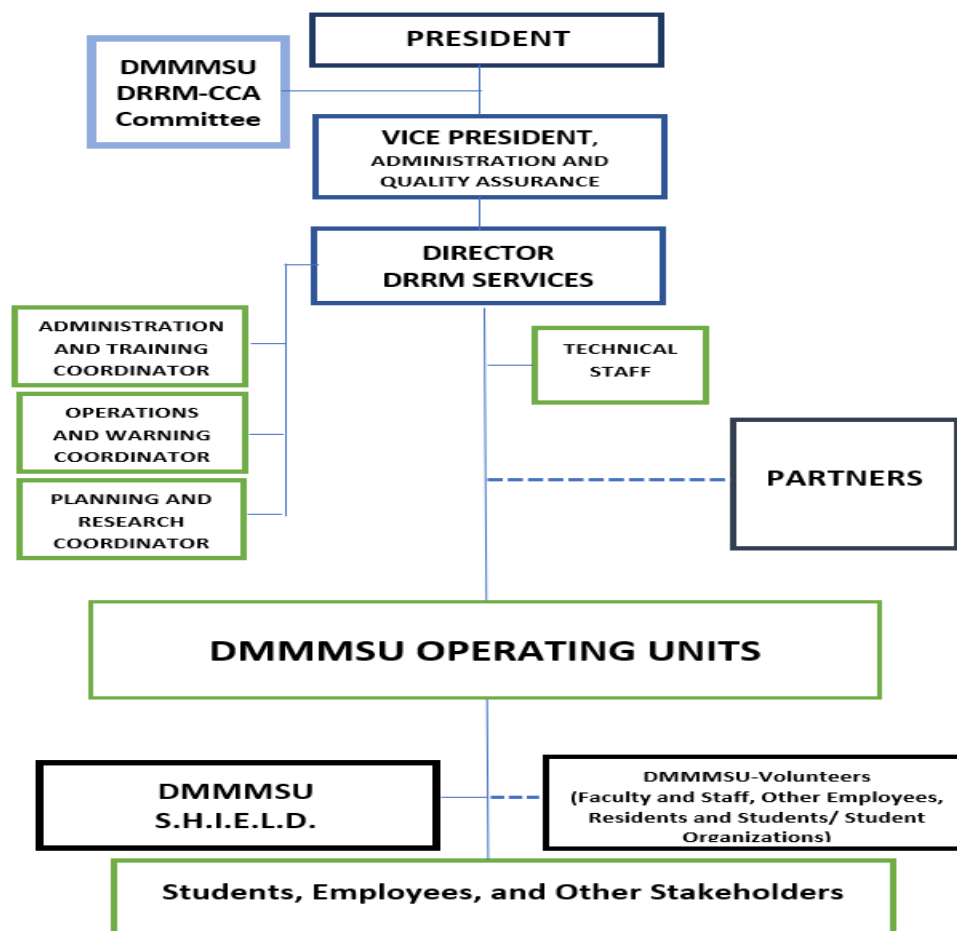 PRESIDENT
DMMMSU
DRRM-CCA
Committee
VICE PRESIDENT,
ADMINISTRATION AND
QUALITY ASSURANCE
DIRECTOR
DRRM SERVICES
ADMINISTRATION
AND TRAINING
COORDINATOR
TECHNICAL
STAFF
OPERATIONS
AND WARNING
COORDINATOR
PARTNERS
PLANNING AND
RESEARCH
COORDINATOR
DMMMSU OPERATING UNITS
DMMMSU
S.H.I.E.L.D.
DMMMSU-Volunteers
(Faculty and Staff, Other Employees,
Residents and Students/ Student
Organizations)
Students, Employees, and Other Stakeholders